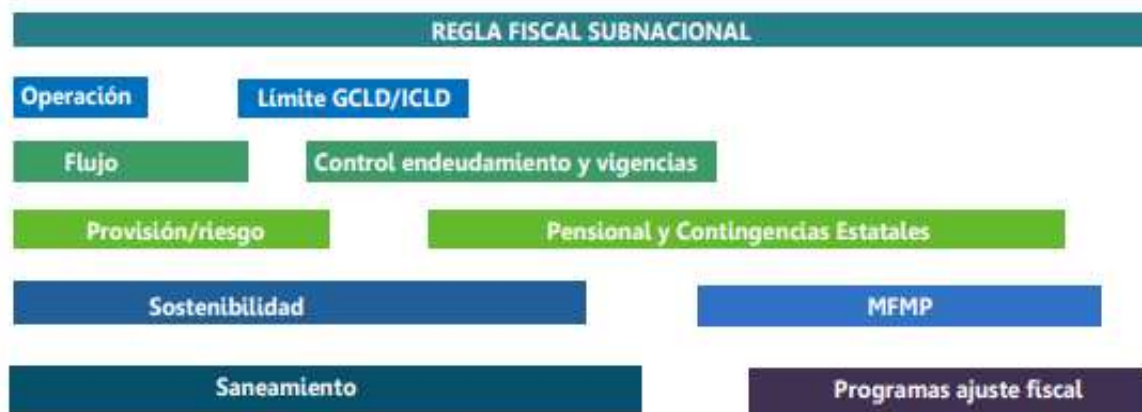 REGLA FISCAL SUBNACIONAL
Operación
Límite GCLD/ICLD
Flujo
Control endeudamiento y vigencias
Provisión/riesgo
Pensional y Contingencias Estatales
Sostenibilidad
MFMP
Saneamiento
Programas ajuste fiscal